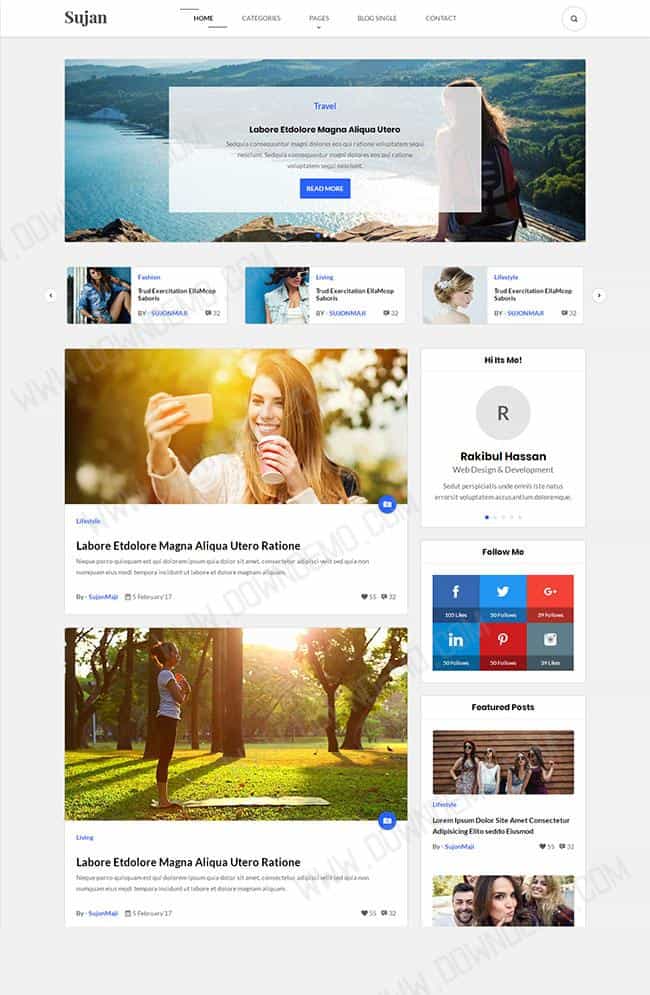 Sujan
HOME CATEGORIES PAGES BLOG SINGLE CONTACT
Travel
Labore Etdolore Magna Aliqua Utero
Sedquia consequuntur magni dolores eos qui ratione voluptatem sequi
nesciunt. Sequuia consequuntur magni dolores eos qui ratione
voluptatem sequi nesciunt.
READ MORE
Fashion
Trud Exercitation EllaMcop
Saboris
BY - SUJONMAJI 32
Living
Trud Exercitation EllaMcop
Saboris
BY - SUJONMAJI 32
Lifestyle
Trud Exercitation EllaMcop
Saboris
BY - SUJONMAJI 32
Lifestyle
Labore Etdolore Magna Aliqua Utero Ratione
Neque porro quisquam est qui dolorem ipsum quia dolor sit amet, consectetur adipisci velit sed quia non
numquam eius modi tempora incidunt ut labore et dolore magnam aliquam.
By - SujonMaji 5 February'17 55 32
Living
Labore Etdolore Magna Aliqua Utero Ratione
Neque porro quisquam est qui dolorem ipsum quia dolor sit amet, consectetur adipisci velit sed quia non
numquam eius modi tempora incidunt ut labore et dolore magnam aliquam.
By - SujonMaji 5 February'17 55 32
Hi Its Me!
R
Rakibul Hassan
Web Design & Development
Sedut perspiciatis unde omnis iste natus
errorsit voluptatem accusantium doloremque.
Follow Me
f G+
105 Likes 50 Follows 39 Follows
in
50 Follows 50 Follows 39 Likes
Featured Posts
Lifestyle
Lorem Ipsum Dolor Site Amet Consectetur
Adipisicing Elito seddo Eiusmod
By - SujonMaji 55 32
WWW.DOWNDEMO.COM